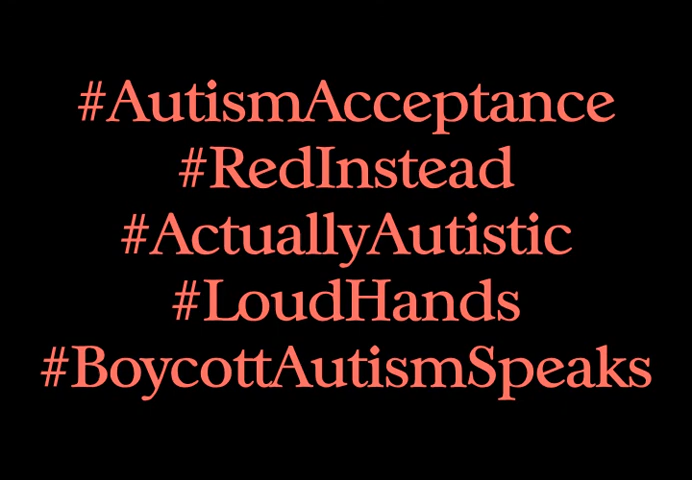 #AutismAcceptance
#RedInstead
#ActuallyAutistic
#LoudHands
#BoycottAutismSpeaks